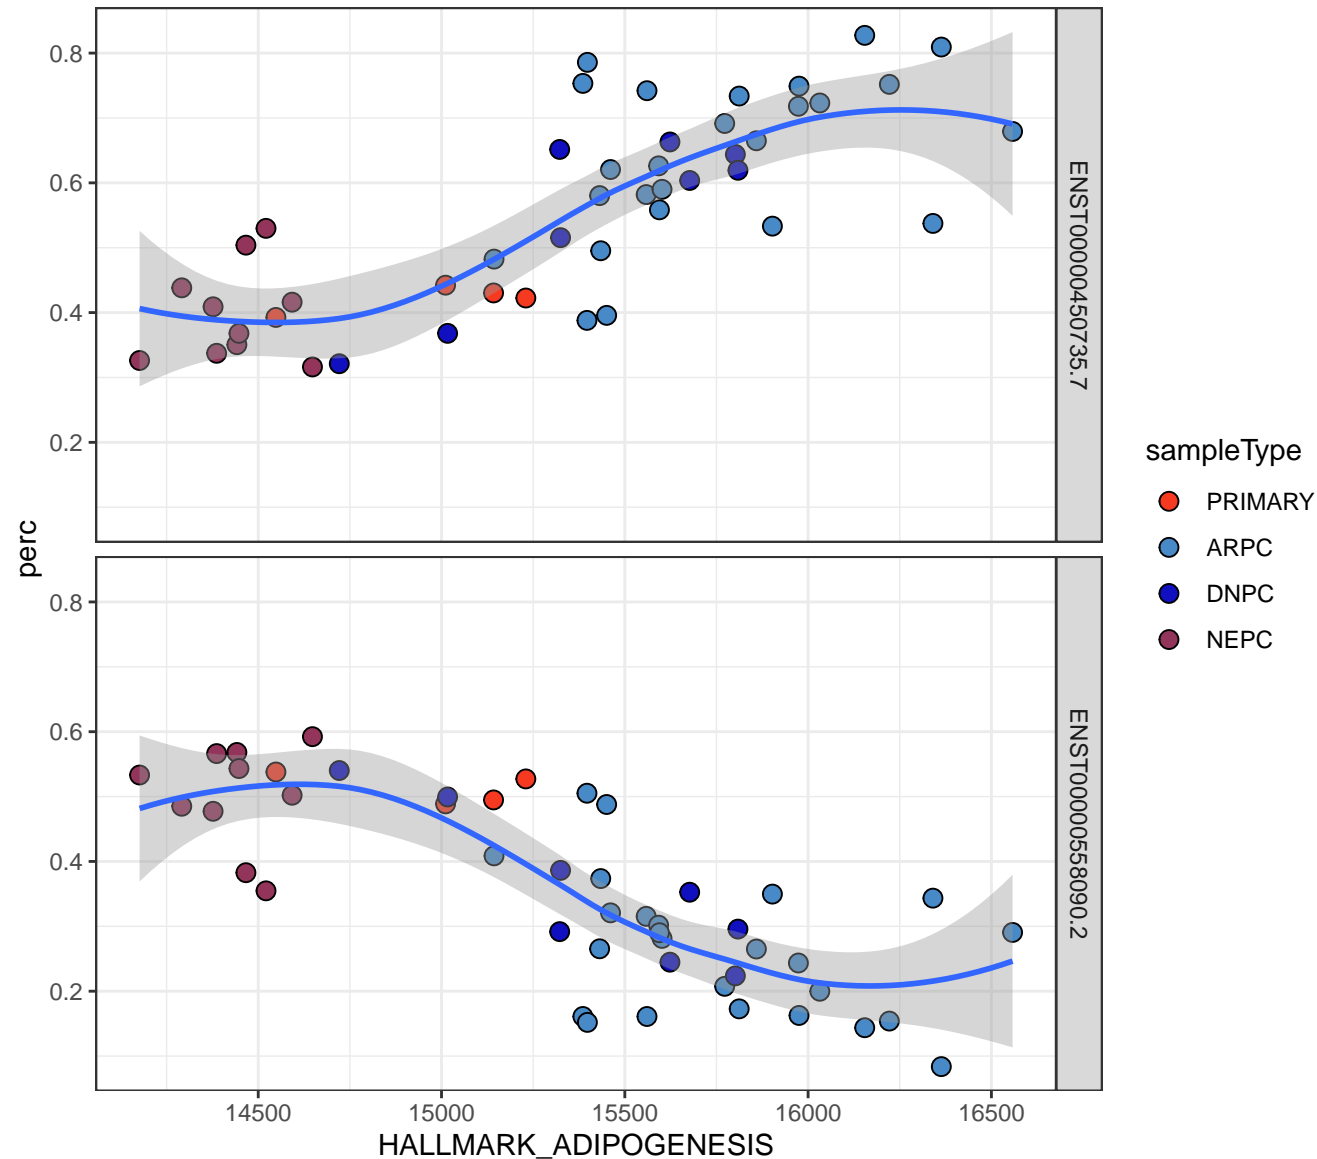 perc
0.8
0.6
0.4
0.2
ENST00000450735.7
0.8
0.6
0.4
0.2
ENST00000558090.2
14500 15000 15500 16000 16500
HALLMARK_ADIPOGENESIS
sampleType
PRIMARY
ARPC
DNPC
NEPC